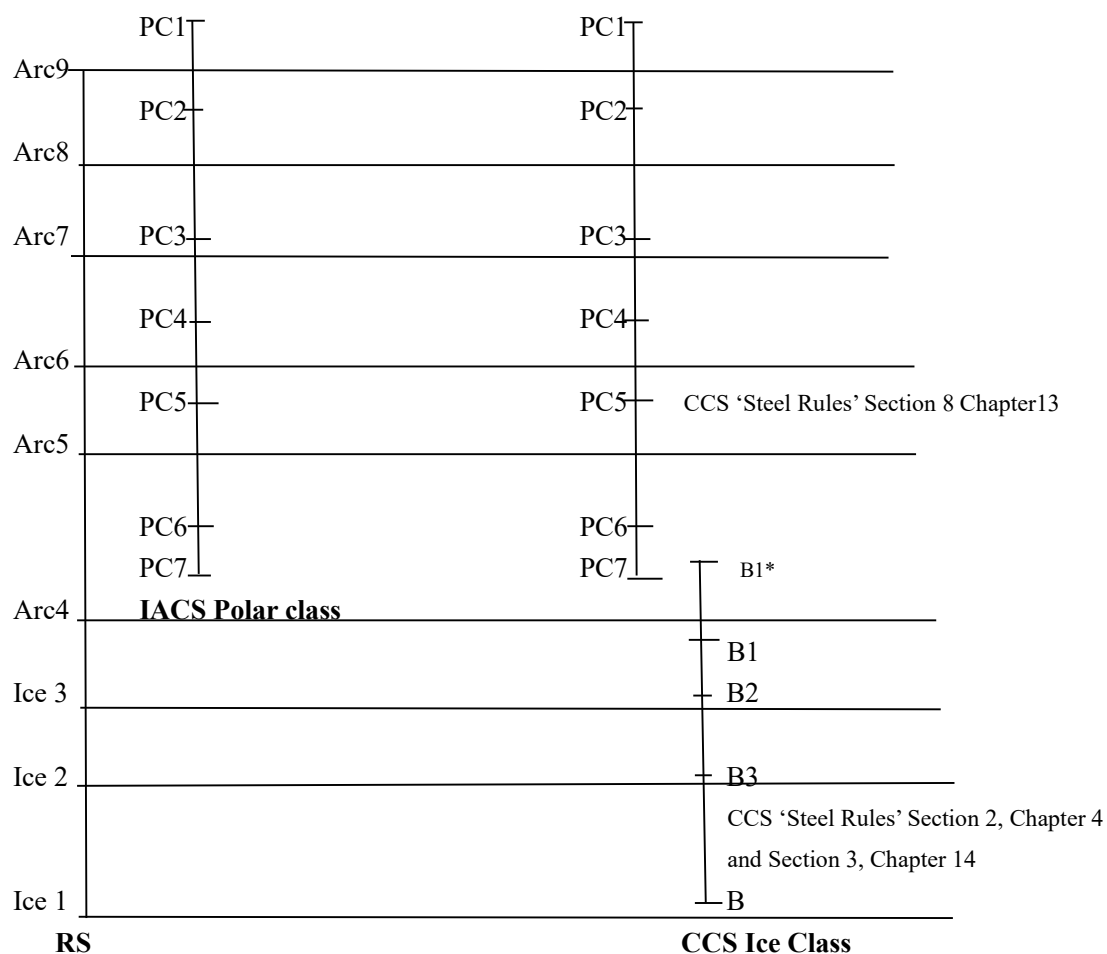 PC1 PC1
Arc9
PC2 PC2
Arc8
Arc7 PC3 PC3
PC4 PC4
Arc6
PC5 PC5 CCS ‘Steel Rules’ Section 8 Chapter13
Arc5
PC6 PC6
PC7 PC7 B1*
Arc4 IACS Polar class
B1
Ice 3 B2
Ice 2 B3
CCS ‘Steel Rules’ Section 2, Chapter 4
and Section 3, Chapter 14
Ice 1 B
RS CCS Ice Class